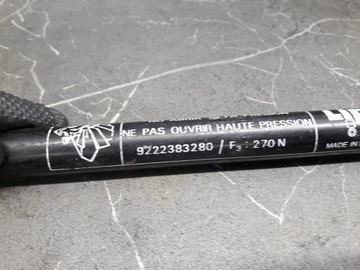 NE PAS OUVRIR HAUTE PRESSION
9222383280 / F₃ : 270 N
MADE IN